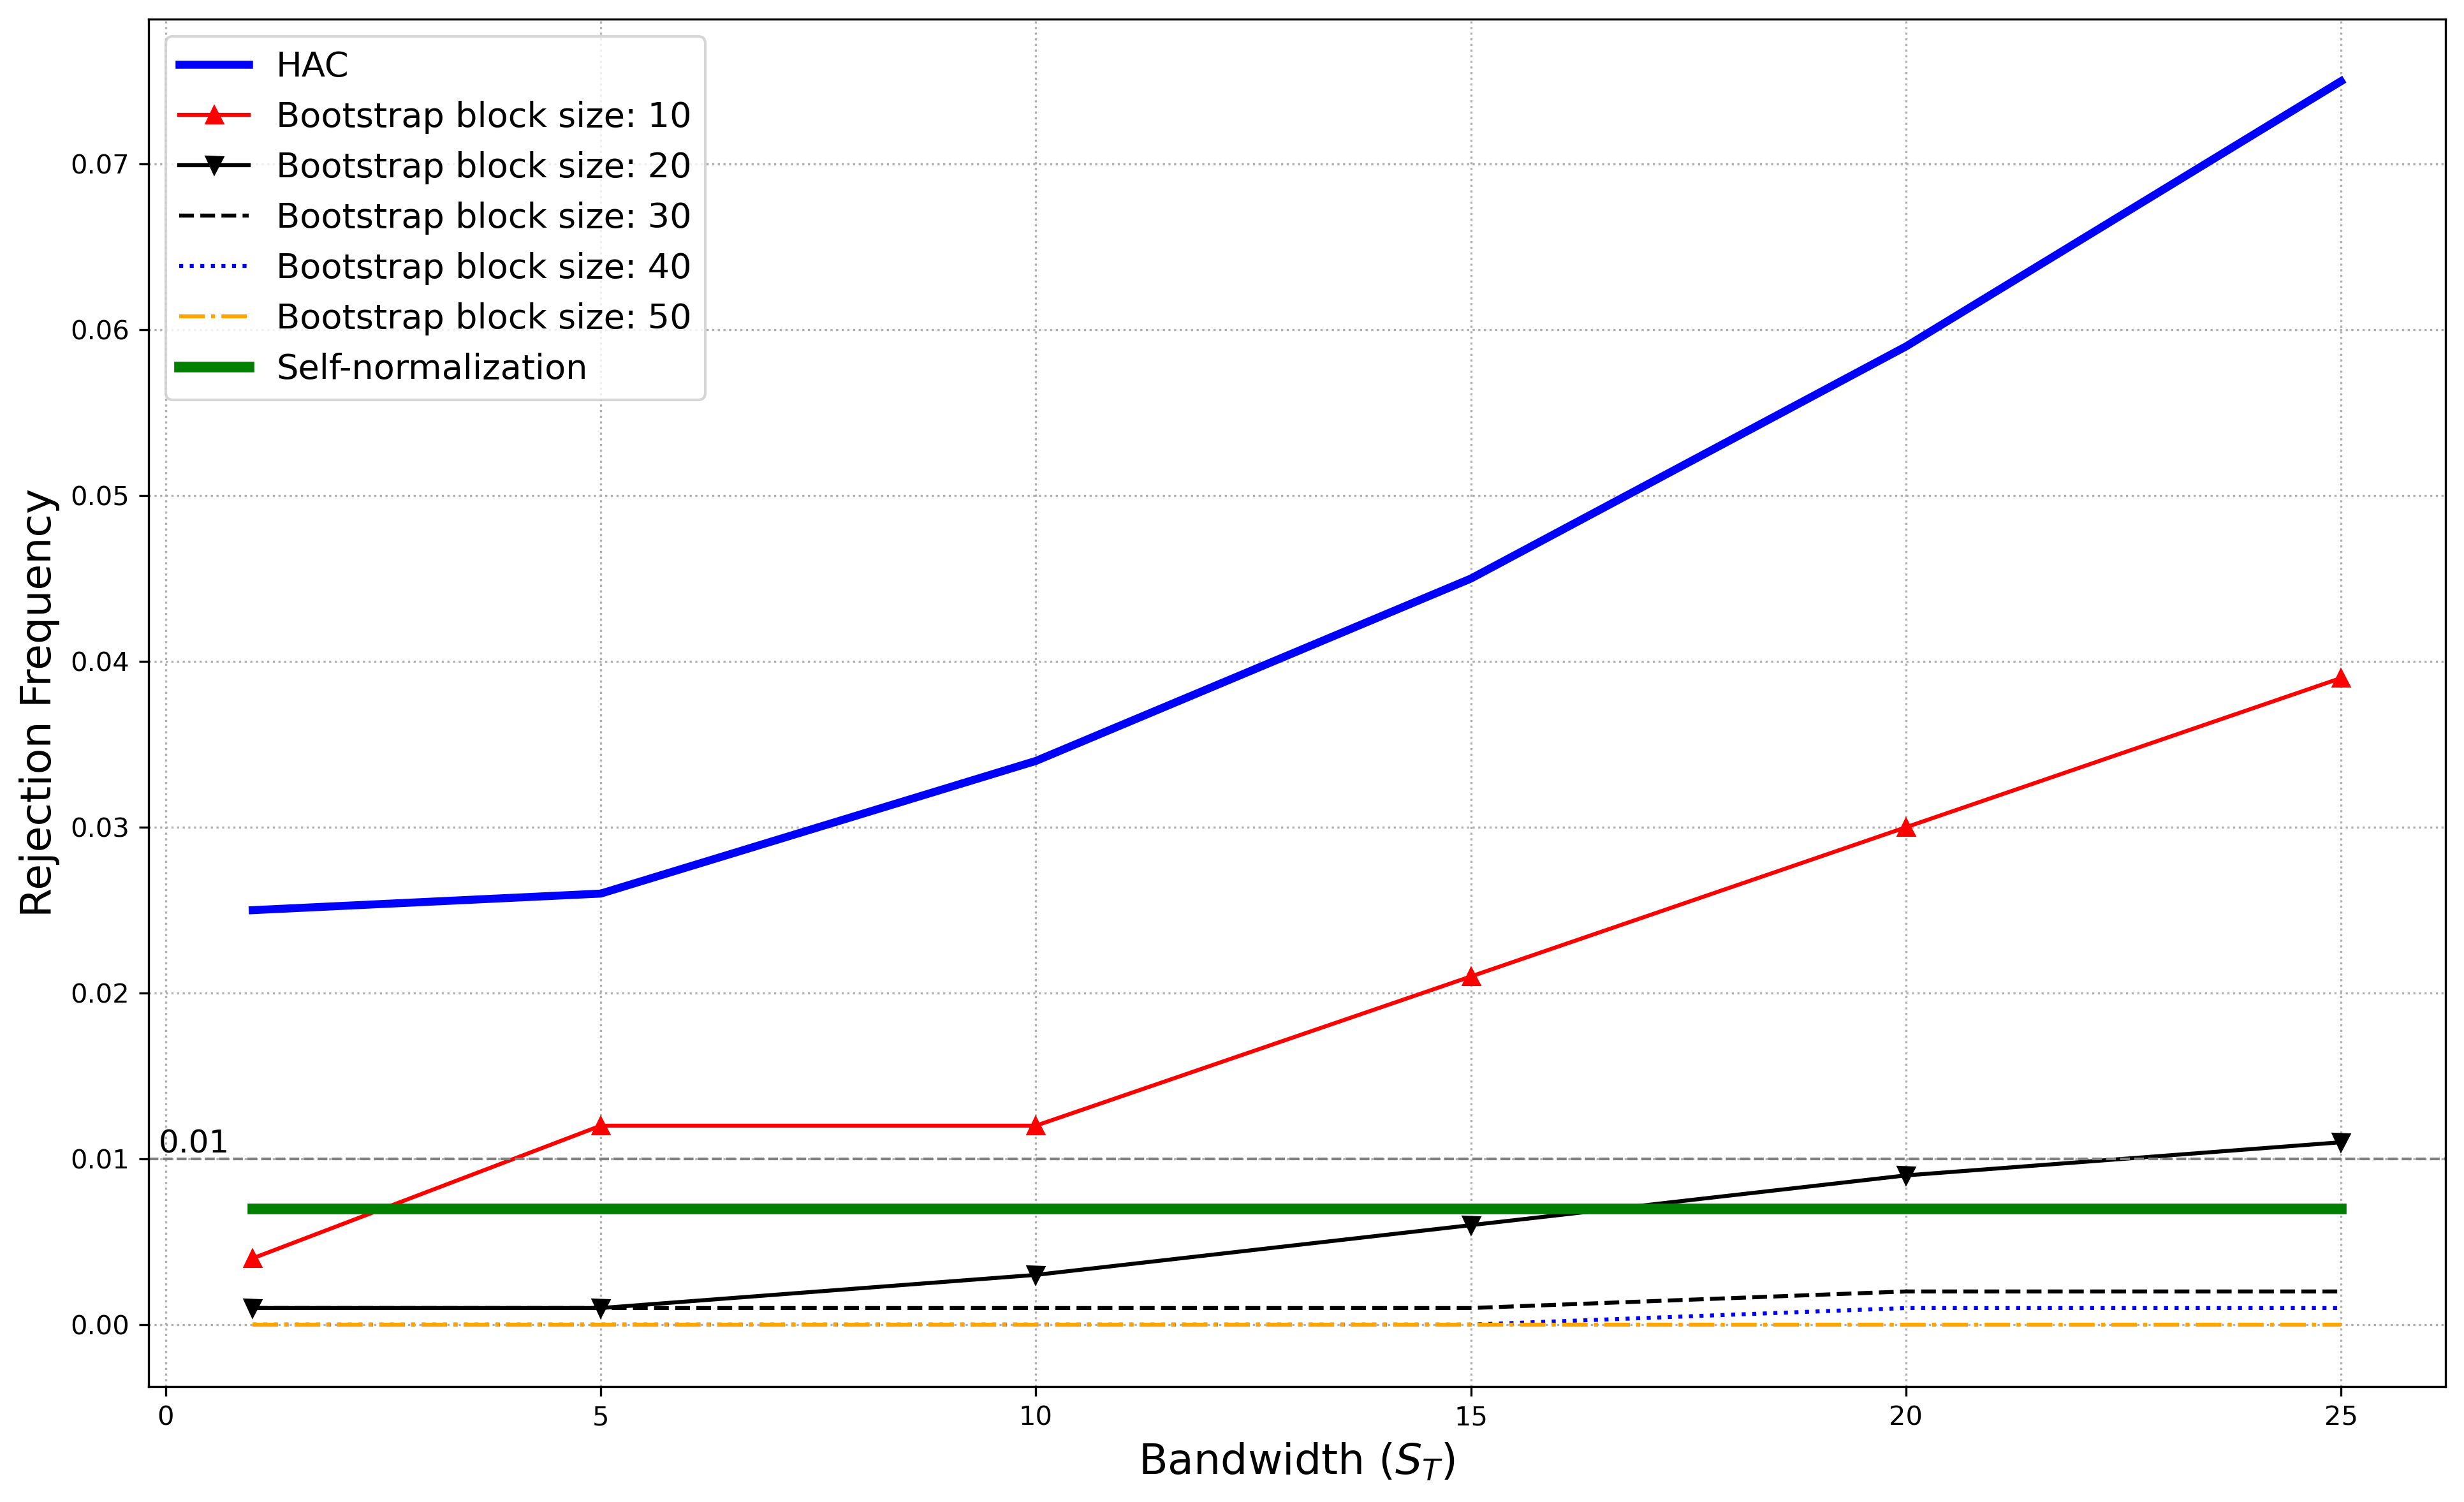 HAC
Bootstrap block size: 10
Bootstrap block size: 20
Bootstrap block size: 30
Bootstrap block size: 40
Bootstrap block size: 50
Self-normalization
0.07
0.06
0.05
0.04
0.03
0.02
0.01
0.00
0.01
Rejection Frequency
0 5 10 15 20 25
Bandwidth (S_T)